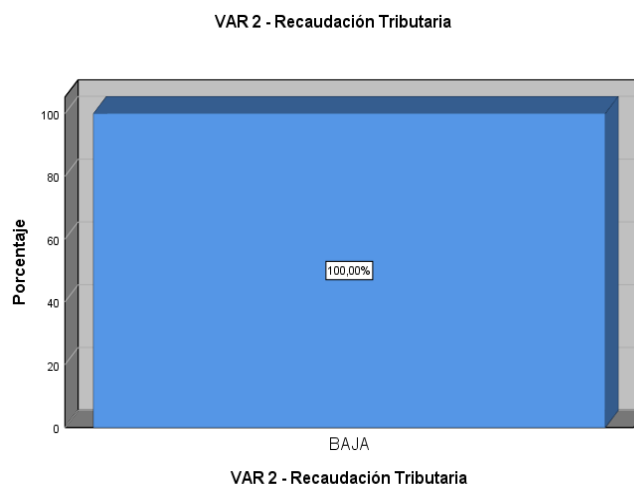 VAR 2 - Recaudación Tributaria
Porcentaje
100
80
60
40
20
0
100,00%
BAJA
VAR 2 - Recaudación Tributaria